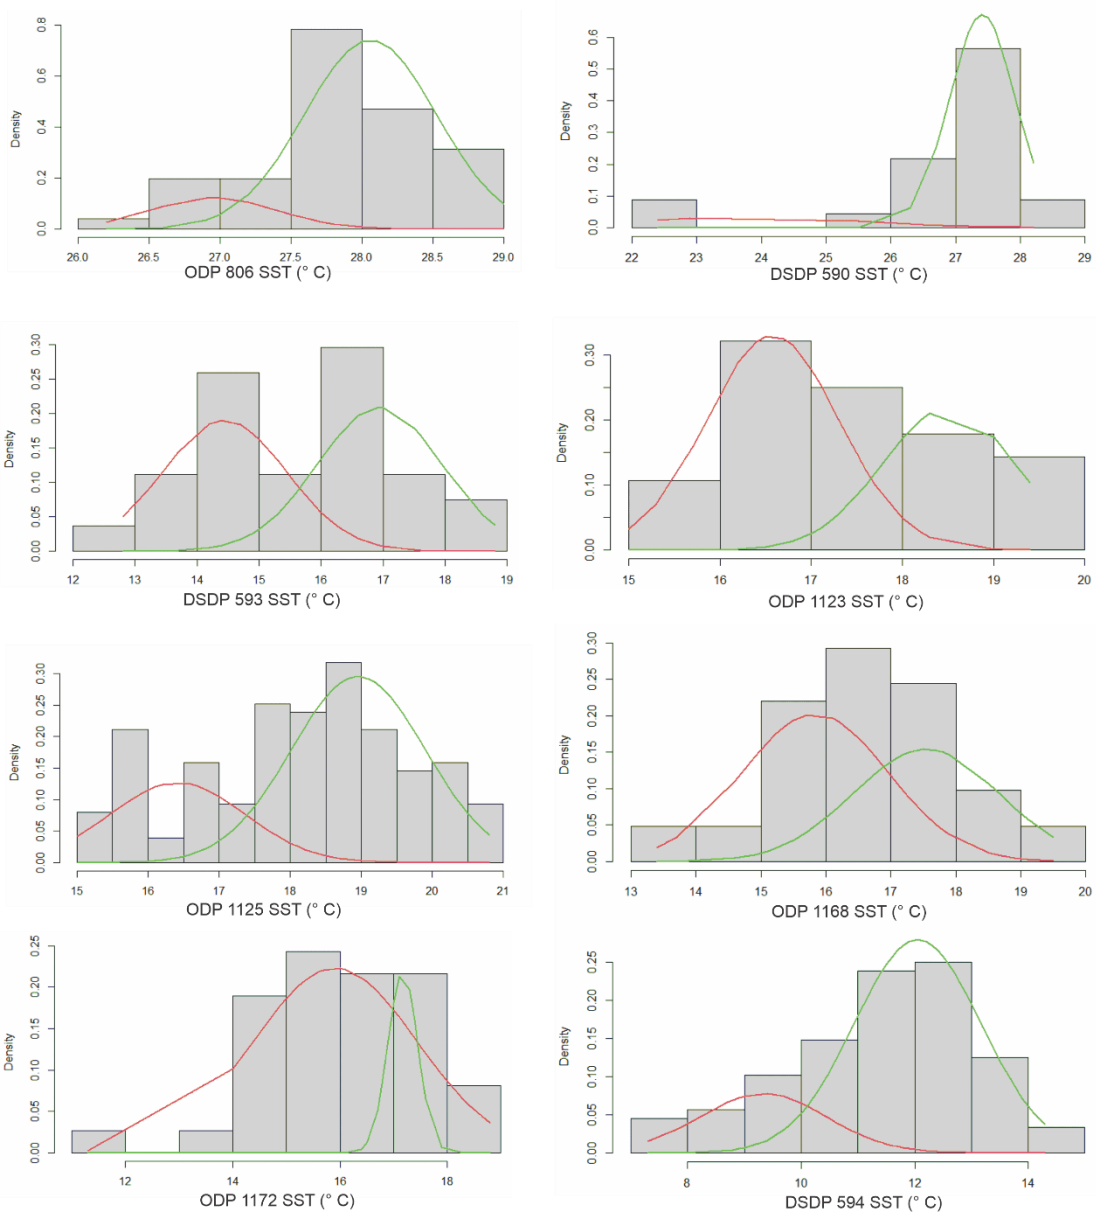 Density
0.0 0.2 0.4 0.6 0.8
26.0 26.5 27.0 27.5 28.0 28.5 29.0
ODP 806 SST (° C)
Density
0.0 0.1 0.2 0.3 0.4 0.5 0.6
22 23 24 25 26 27 28 29
DSDP 590 SST (° C)
Density
0.00 0.05 0.10 0.15 0.20 0.25 0.30
12 13 14 15 16 17 18 19
DSDP 593 SST (° C)
Density
0.00 0.10 0.20 0.30
15 16 17 18 19 20
ODP 1123 SST (° C)
Density
0.00 0.05 0.10 0.15 0.20 0.25 0.30
15 16 17 18 19 20 21
ODP 1125 SST (° C)
Density
0.00 0.05 0.10 0.15 0.20 0.25 0.30
13 14 15 16 17 18 19 20
ODP 1168 SST (° C)
Density
0.00 0.05 0.10 0.15 0.20 0.25
12 14 16 18
ODP 1172 SST (° C)
Density
0.00 0.05 0.10 0.15 0.20 0.25
8 10 12 14
DSDP 594 SST (° C)